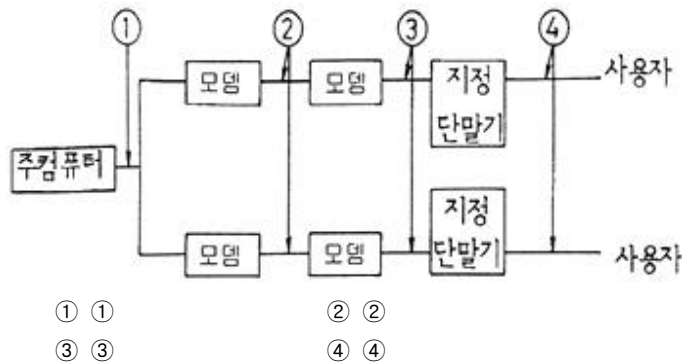 ① ② ③ ④
모뎀 모뎀 지정 단말기 사용자
주컴퓨터
모뎀 모뎀 지정 단말기 사용자
① ① ② ②
③ ③ ④ ④